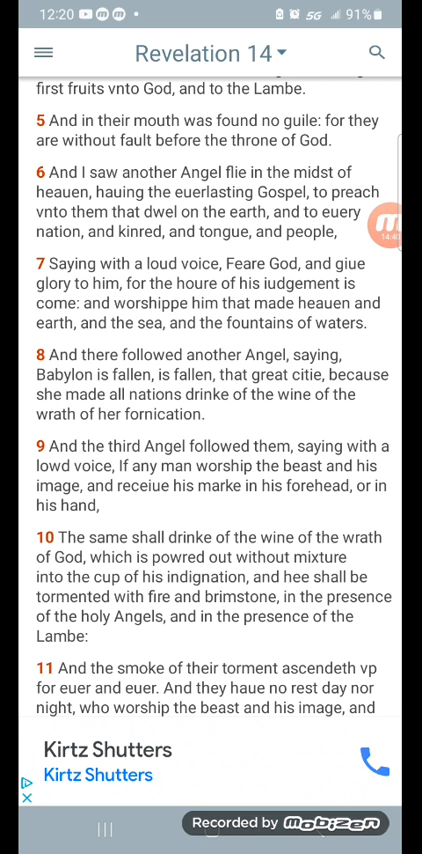 12:20
5G
91%
Revelation 14
first fruits vnto God, and to the Lambe.
5 And in their mouth was found no guile: for they
are without fault before the throne of God.
6 And I saw another Angel flie in the midst of
heauen, hauing the euerlasting Gospel, to preach
vnto them that dwel on the earth, and to euery
nation, and kinred, and tongue, and people,
14:40
7 Saying with a loud voice, Feare God, and giue
glory to him, for the houre of his iudgement is
come: and worshippe him that made heauen and
earth, and the sea, and the fountains of waters.
8 And there followed another Angel, saying,
Babylon is fallen, is fallen, that great citie, because
she made all nations drinke of the wine of the
wrath of her fornication.
9 And the third Angel followed them, saying with a
lowd voice, If any man worship the beast and his
image, and receiue his marke in his forehead, or in
his hand,
10 The same shall drinke of the wine of the wrath
of God, which is powred out without mixture
into the cup of his indignation, and hee shall be
tormented with fire and brimstone, in the presence
of the holy Angels, and in the presence of the
Lambe:
11 And the smoke of their torment ascendeth vp
for euer and euer. And they haue no rest day nor
night, who worship the beast and his image, and
Kirtz Shutters
Kirtz Shutters
Recorded by mobizen